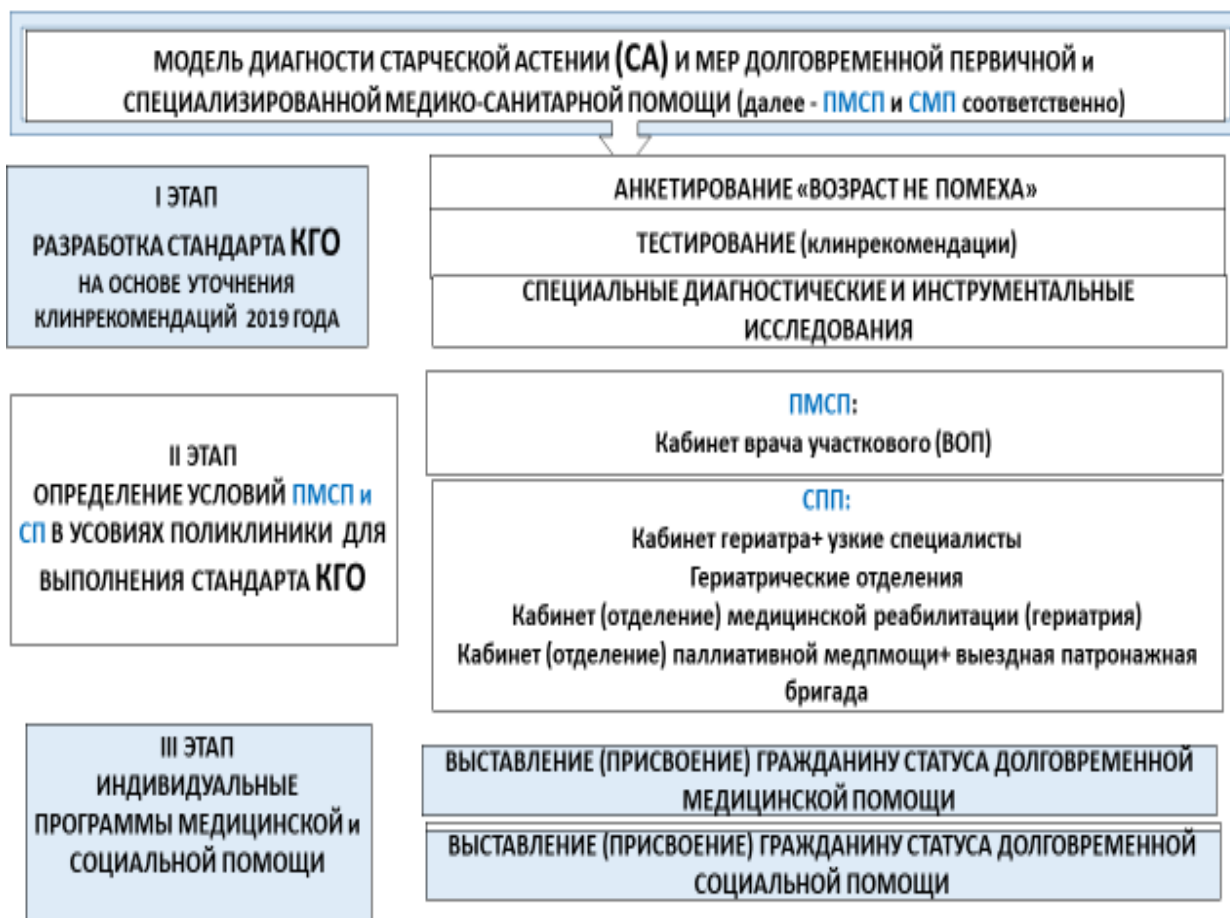 МОДЕЛЬ ДИАГНОСТИ СТАРЧЕСКОЙ АСТЕНИИ (СА) И МЕР ДОЛГОВРЕМЕННОЙ ПЕРВИЧНОЙ и
СПЕЦИАЛИЗИРОВАННОЙ МЕДИКО-САНИТАРНОЙ ПОМОЩИ (далее - ПМСП и СМП соответственно)
I ЭТАП
РАЗРАБОТКА СТАНДАРТА КГО
НА ОСНОВЕ УТОЧНЕНИЯ
КЛИНРЕКОМЕНДАЦИЙ 2019 ГОДА
АНКЕТИРОВАНИЕ «ВОЗРАСТ НЕ ПОМЕХА»
ТЕСТИРОВАНИЕ (клинрекомендации)
СПЕЦИАЛЬНЫЕ ДИАГНОСТИЧЕСКИЕ И ИНСТРУМЕНТАЛЬНЫЕ
ИССЛЕДОВАНИЯ
II ЭТАП
ОПРЕДЕЛЕНИЕ УСЛОВИЙ ПМСП и
СП В УСОВИЯХ ПОЛИКЛИНИКИ ДЛЯ
ВЫПОЛНЕНИЯ СТАНДАРТА КГО
ПМСП:
Кабинет врача участкового (ВОП)
СПП:
Кабинет гериатра+ узкие специалисты
Гериатрические отделения
Кабинет (отделение) медицинской реабилитации (гериатрия)
Кабинет (отделение) паллиативной медпмощи+ выездная патронажная
бригада
III ЭТАП
ИНДИВИДУАЛЬНЫЕ
ПРОГРАММЫ МЕДИЦИНСКОЙ и
СОЦИАЛЬНОЙ ПОМОЩИ
ВЫСТАВЛЕНИЕ (ПРИСВОЕНИЕ) ГРАЖДАНИНУ СТАТУСА ДОЛГОВРЕМЕННОЙ
МЕДИЦИНСКОЙ ПОМОЩИ
ВЫСТАВЛЕНИЕ (ПРИСВОЕНИЕ) ГРАЖДАНИНУ СТАТУСА ДОЛГОВРЕМЕННОЙ
СОЦИАЛЬНОЙ ПОМОЩИ